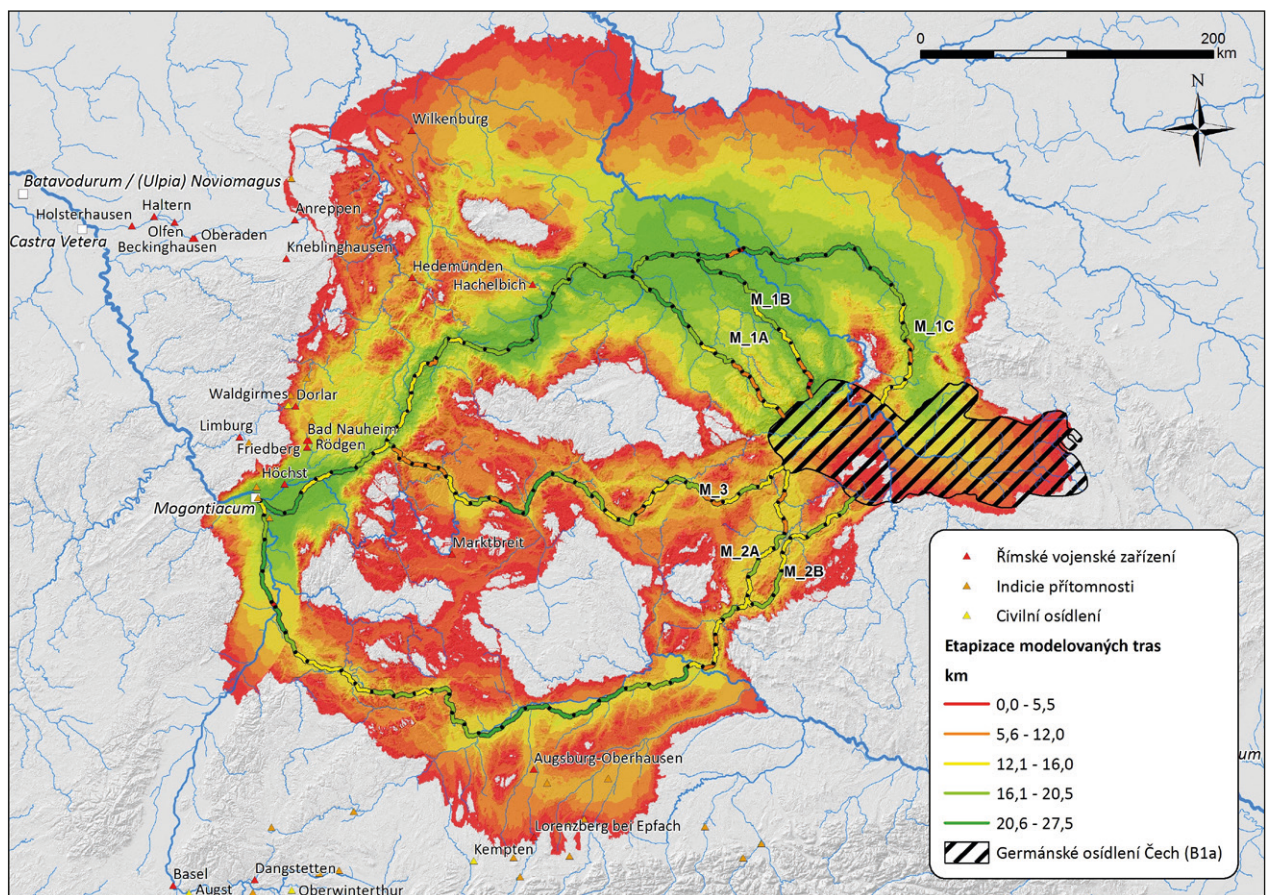 0
200
km
N
Wilkenburg
Batavodurum / (Ulpia) Noviomagus
Haltern
Holsterhausen
Olfen
Anreppen
Castra Vetera
Beckinghausen
Oberaden
Kneblinghausen
Hedemünden
Hachelbich
M_1B
M_1A
M_1C
Waldgirmes
Dorlar
Limburg
Bad Nauheim
Friedberg
Rödgen
Höchst
Mogontiacum
M_3
Marktbreit
M_2A
M_2B
Augsburg-Oberhausen
Lorenzberg bei Epfach
Kempten
Basel
Dangstetten
Augst
Oberwinterthur
um
Římské vojenské zařízení
Indicie přítomnosti
Civilní osídlení
Etapizace modelovaných tras
km
0,0 - 5,5
5,6 - 12,0
12,1 - 16,0
16,1 - 20,5
20,6 - 27,5
Germánské osídlení Čech (B1a)